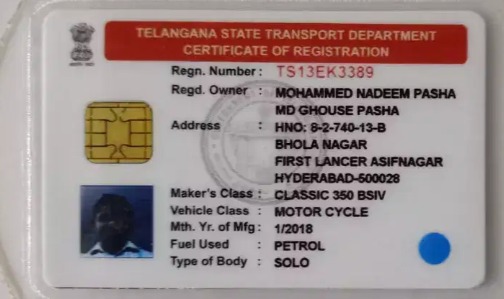 TELANGANA STATE TRANSPORT DEPARTMENT
CERTIFICATE OF REGISTRATION
Regn. Number : TS13EK3389
Regd. Owner : MOHAMMED NADEEM PASHA
MD GHOUSE PASHA
Address : HNO: 8-2-740-13-B
BHOLA NAGAR
FIRST LANCER ASIFNAGAR
HYDERABAD-500028
Maker's Class : CLASSIC 350 BSIV
Vehicle Class : MOTOR CYCLE
Mth. Yr. of Mfg : 1/2018
Fuel Used : PETROL
Type of Body : SOLO